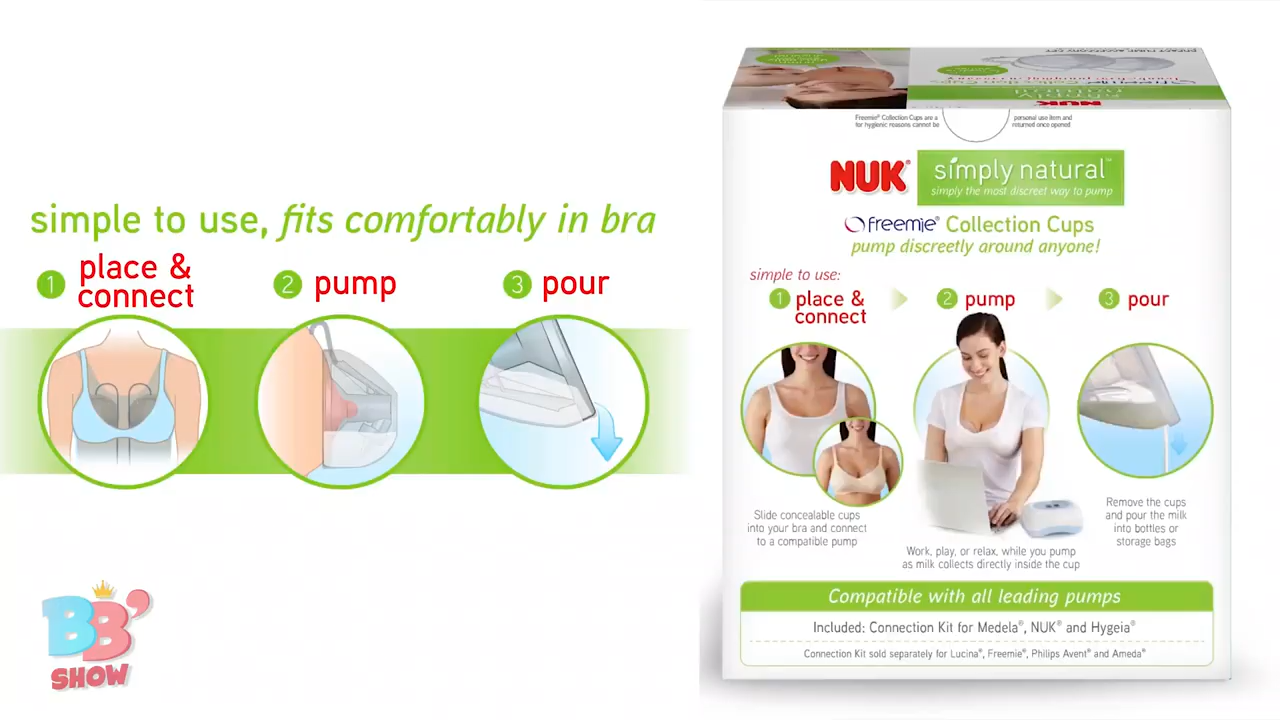 simple to use, fits comfortably in bra
1 place &
connect
2 pump
3 pour
BB'
SHOW
Freemie® Collection Cups are a personal use item and
for hygienic reasons cannot be returned once opened
NUK® simply natural™
simply the most discreet way to pump
freemie® Collection Cups
pump discreetly around anyone!
simple to use:
1 place &
connect
2 pump
3 pour
Slide concealable cups
into your bra and connect
to a compatible pump
Work, play, or relax, while you pump
as milk collects directly inside the cup
Remove the cups
and pour the milk
into bottles or
storage bags
Compatible with all leading pumps
Included: Connection Kit for Medela®, NUK® and Hygeia®
Connection Kit sold separately for Lucina®, Freemie®, Philips Avent® and Ameda®